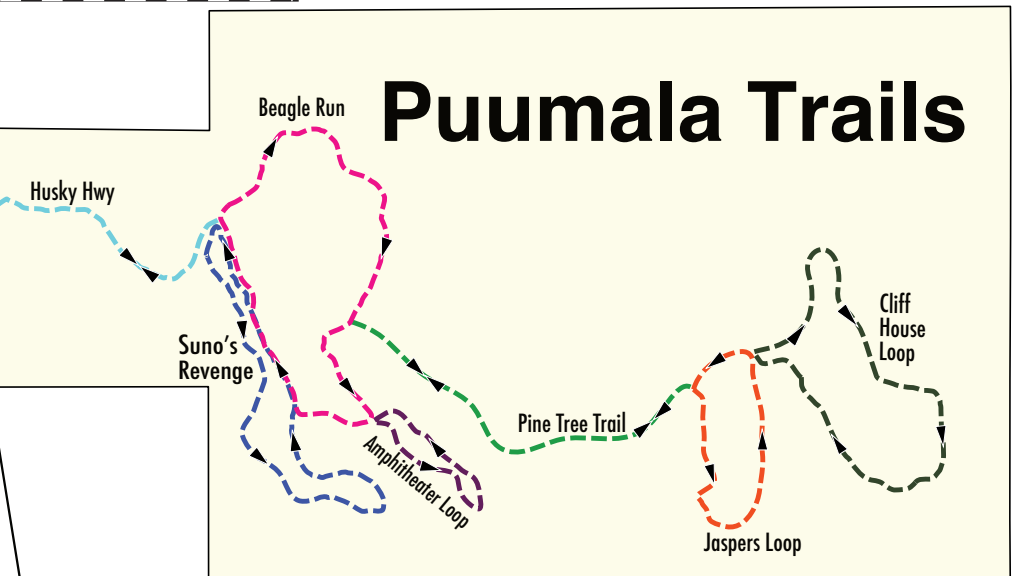 Puumala Trails
Beagle Run
Husky Hwy
Suno's
Revenge
Amphitheater Loop
Pine Tree Trail
Cliff
House
Loop
Jaspers Loop